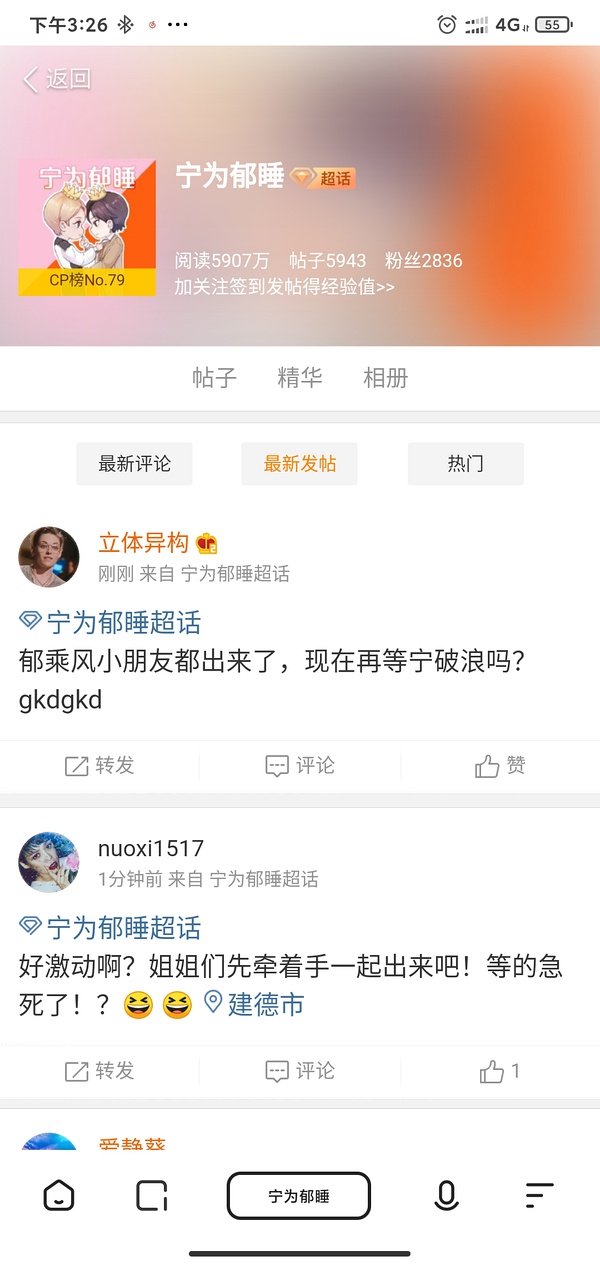 下午3:26
4G
55
返回
宁为郁睡
CP榜No.79
宁为郁睡 超话
阅读5907万 帖子5943 粉丝2836
加关注签到发帖得经验值>>
帖子 精华 相册
最新评论 最新发帖 热门
立体异构
刚刚 来自 宁为郁睡超话
宁为郁睡超话
郁乘风小朋友都出来了，现在再等宁破浪吗？
gkdgkd
转发 评论 赞
nuoxi1517
1分钟前 来自 宁为郁睡超话
宁为郁睡超话
好激动啊？姐姐们先牵着手一起出来吧！等的急
死了！？😆 😆 建德市
转发 评论 1
爱静葵
宁为郁睡